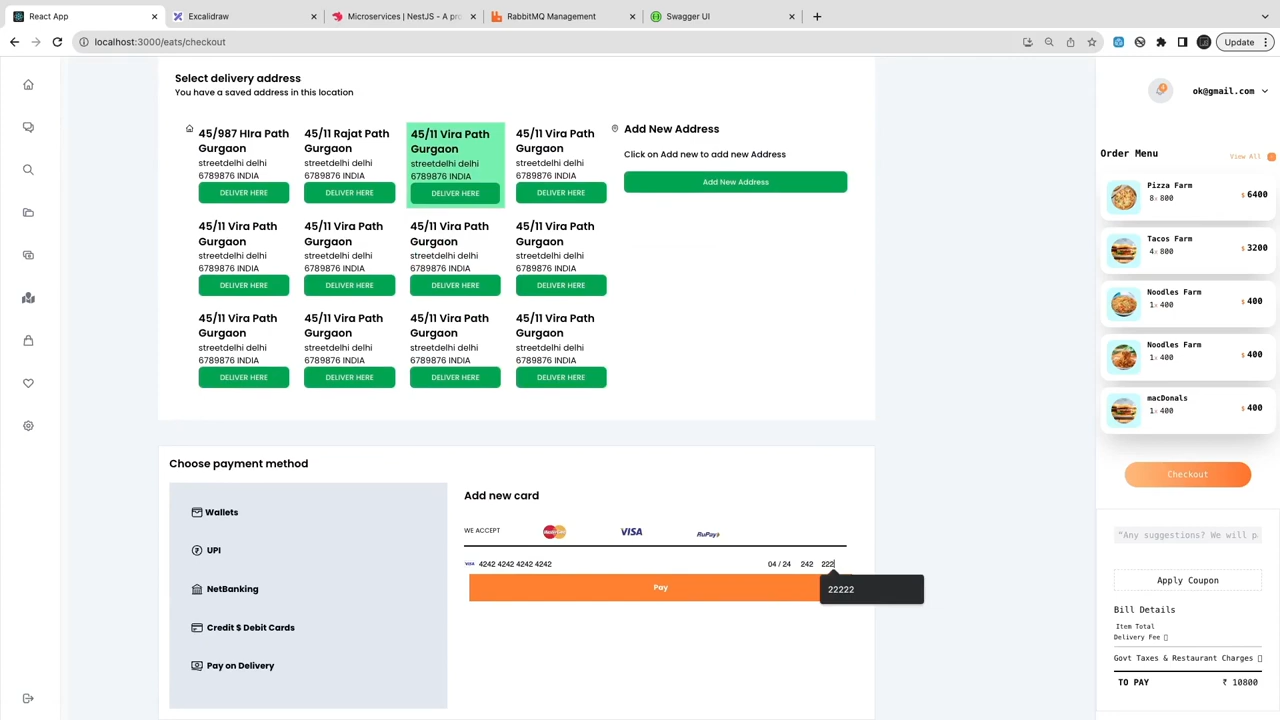 React App
Excalidraw
Microservices | NestJS - A pro
RabbitMQ Management
Swagger UI
localhost:3000/eats/checkout
Update
Select delivery address
You have a saved address in this location
45/987 HIra Path
Gurgaon
streetdelhi delhi
6789876 INDIA
DELIVER HERE
45/11 Rajat Path
Gurgaon
streetdelhi delhi
6789876 INDIA
DELIVER HERE
45/11 Vira Path
Gurgaon
streetdelhi delhi
6789876 INDIA
DELIVER HERE
45/11 Vira Path
Gurgaon
streetdelhi delhi
6789876 INDIA
DELIVER HERE
45/11 Vira Path
Gurgaon
streetdelhi delhi
6789876 INDIA
DELIVER HERE
45/11 Vira Path
Gurgaon
streetdelhi delhi
6789876 INDIA
DELIVER HERE
45/11 Vira Path
Gurgaon
streetdelhi delhi
6789876 INDIA
DELIVER HERE
45/11 Vira Path
Gurgaon
streetdelhi delhi
6789876 INDIA
DELIVER HERE
45/11 Vira Path
Gurgaon
streetdelhi delhi
6789876 INDIA
DELIVER HERE
45/11 Vira Path
Gurgaon
streetdelhi delhi
6789876 INDIA
DELIVER HERE
45/11 Vira Path
Gurgaon
streetdelhi delhi
6789876 INDIA
DELIVER HERE
45/11 Vira Path
Gurgaon
streetdelhi delhi
6789876 INDIA
DELIVER HERE
Add New Address
Click on Add new to add new Address
Add New Address
Choose payment method
Wallets
UPI
NetBanking
Credit $ Debit Cards
Pay on Delivery
Add new card
WE ACCEPT
MasterCard VISA RuPay
VISA 4242 4242 4242 4242 04 / 24 242 222
Pay
22222
ok@gmail.com
Order Menu
View All
Pizza Farm
8x 800
$ 6400
Tacos Farm
4x 800
$ 3200
Noodles Farm
1x 400
$ 400
Noodles Farm
1x 400
$ 400
macDonals
1x 400
$ 400
Checkout
"Any suggestions? We will p
Apply Coupon
Bill Details
Item Total
Delivery Fee
Govt Taxes & Restaurant Charges
TO PAY ₹ 10800